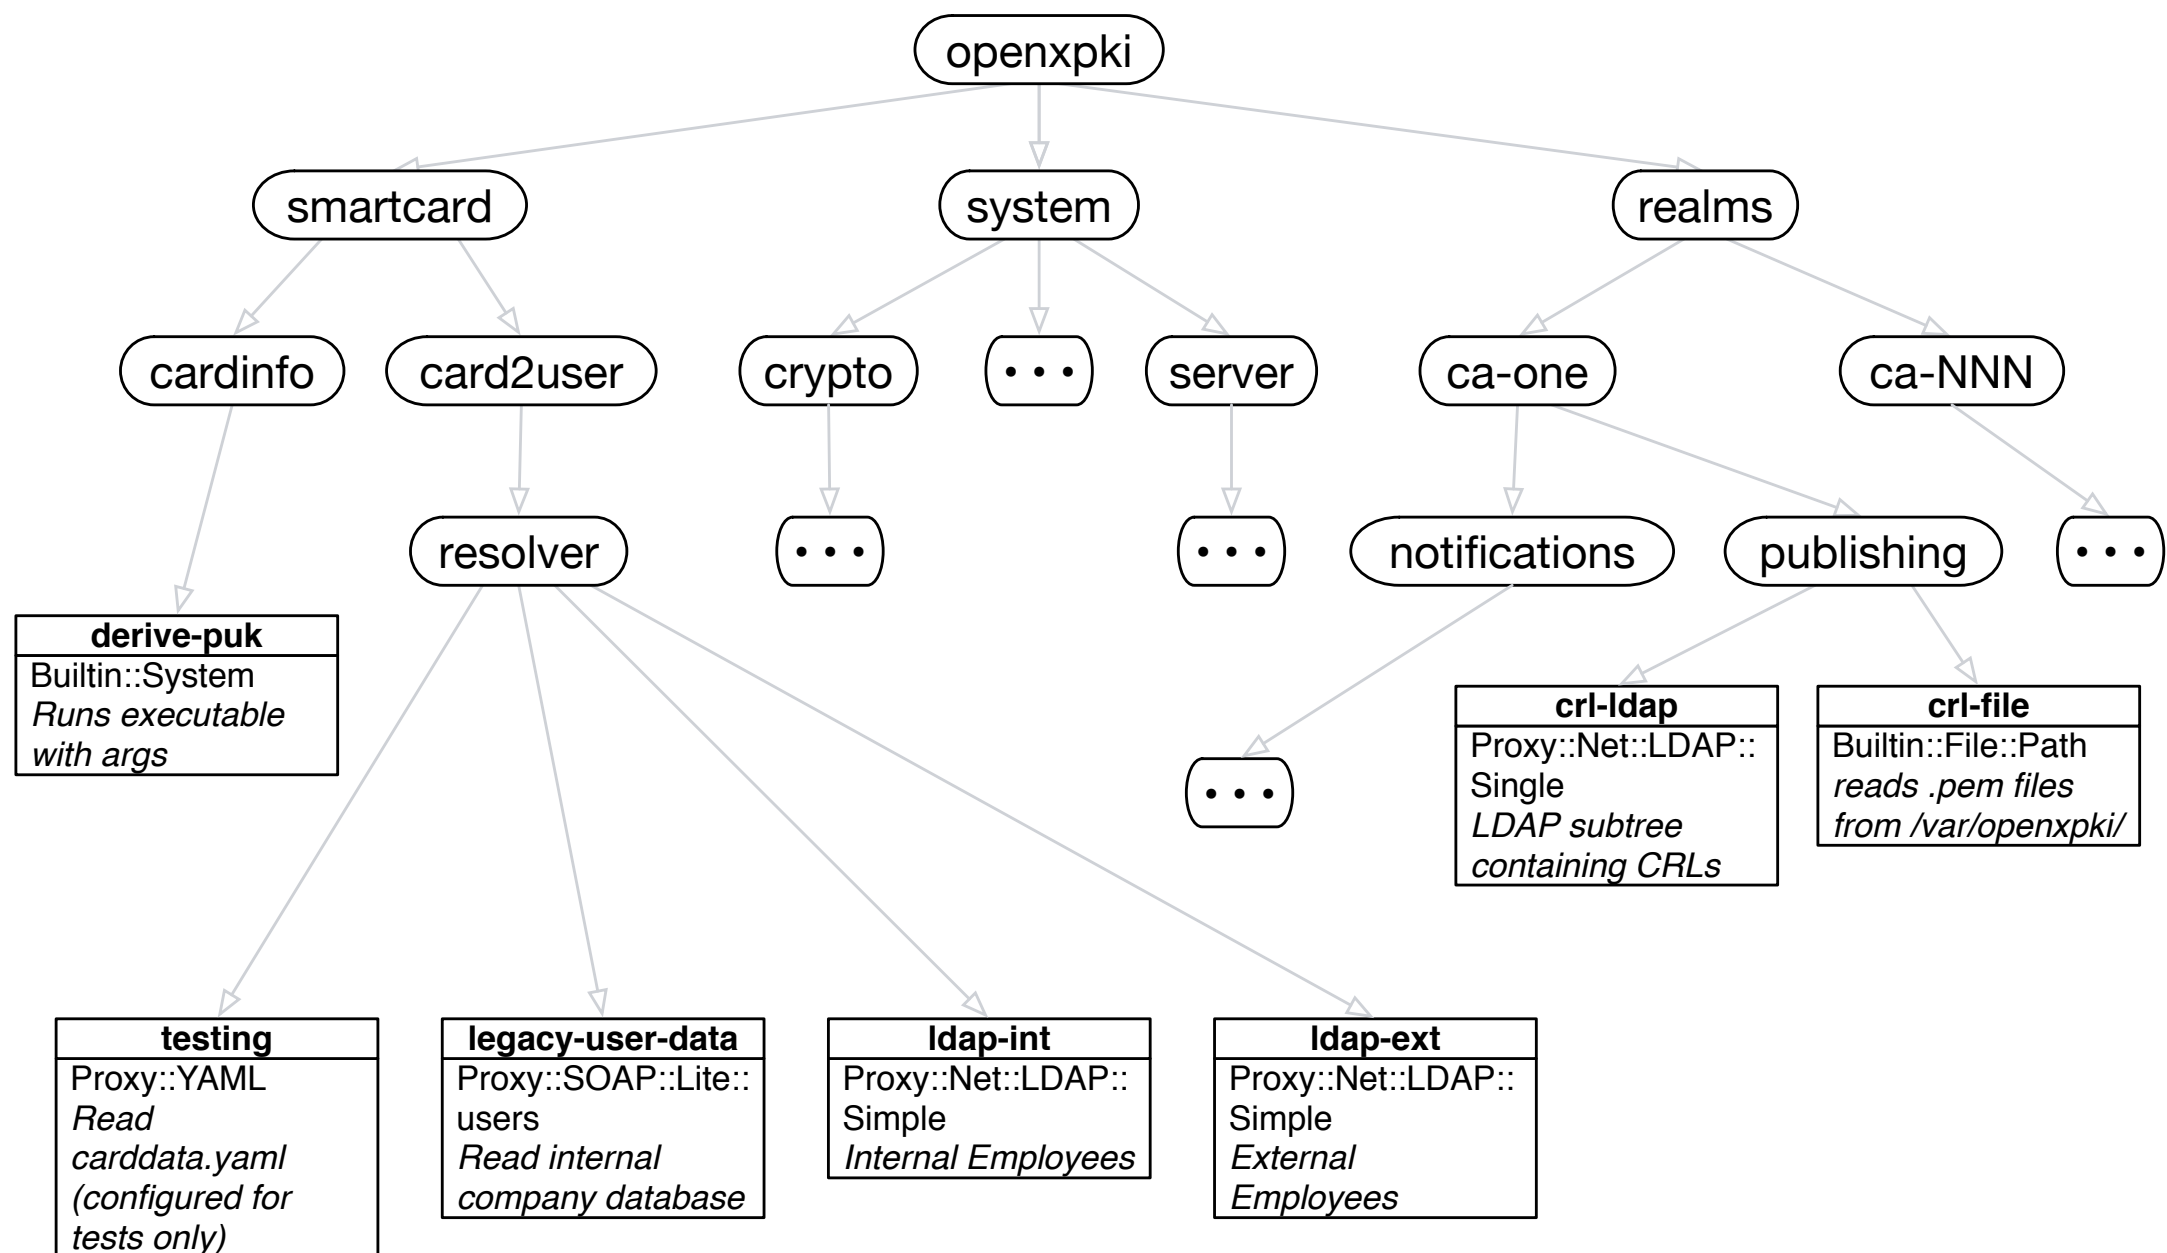 openxpki
smartcard
system
realms
cardinfo
card2user
crypto
•••
server
ca-one
ca-NNN
resolver
•••
•••
notifications
publishing
•••
derive-puk
Builtin::System
Runs executable
with args
crl-ldap
Proxy::Net::LDAP::
Single
LDAP subtree
containing CRLs
crl-file
Builtin::File::Path
reads .pem files
from /var/openxpki/
•••
testing
Proxy::YAML
Read
carddata.yaml
(configured for
tests only)
legacy-user-data
Proxy::SOAP::Lite::
users
Read internal
company database
ldap-int
Proxy::Net::LDAP::
Simple
Internal Employees
ldap-ext
Proxy::Net::LDAP::
Simple
External
Employees